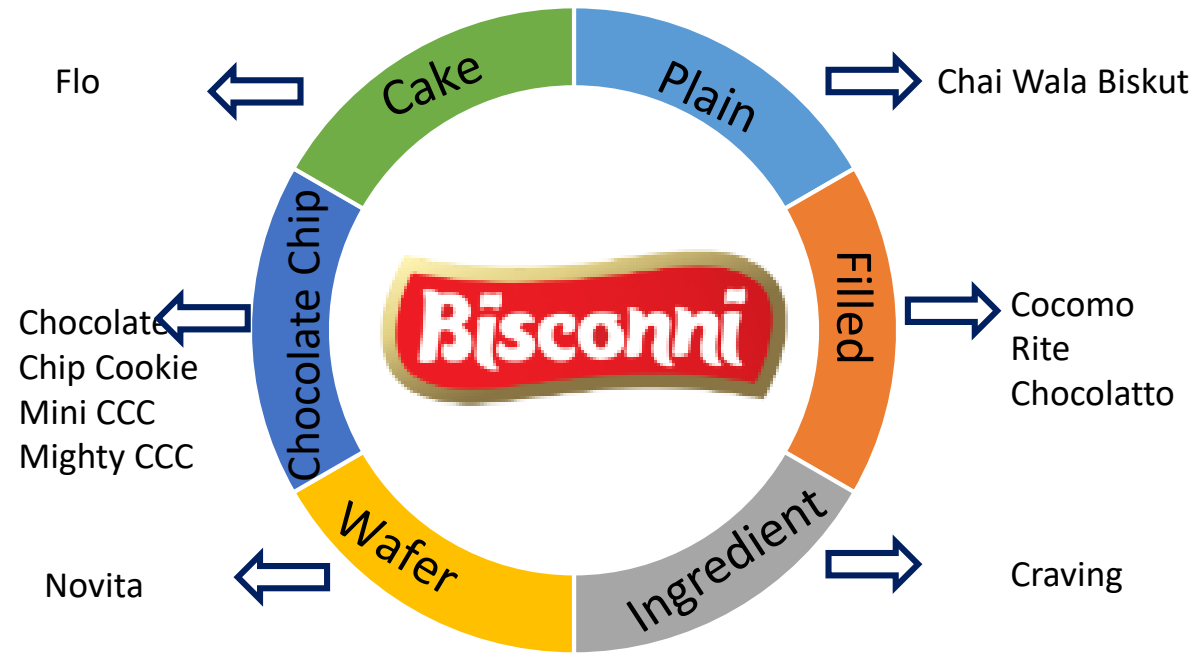 Flo
Cake
Plain
Chai Wala Biskut
Chocolate
Chip Cookie
Mini CCC
Mighty CCC
Chocolate Chip
Bisconni
Filled
Cocomo
Rite
Chocolatto
Novita
Wafer
Ingredient
Craving